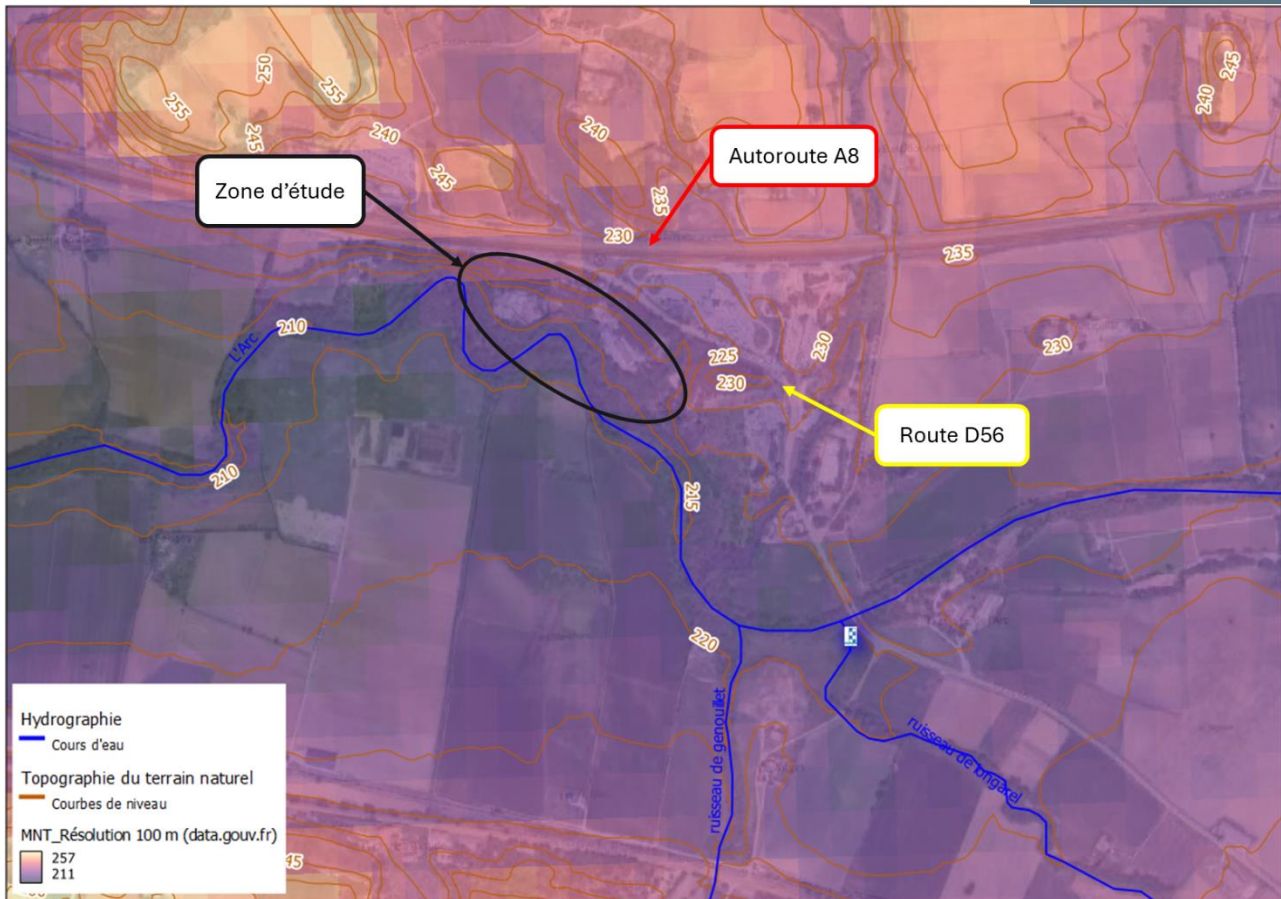 250
255
255
245
240
245
240
235
245
240
Zone d'étude
Autoroute A8
230
235
210
L'Arc
225
230
230
230
Route D56
210
215
220
ruisseau de genouillet
ruisseau de longarel
Hydrographie
Cours d'eau
Topographie du terrain naturel
Courbes de niveau
MNT_Résolution 100 m (data.gouv.fr)
257
211
45